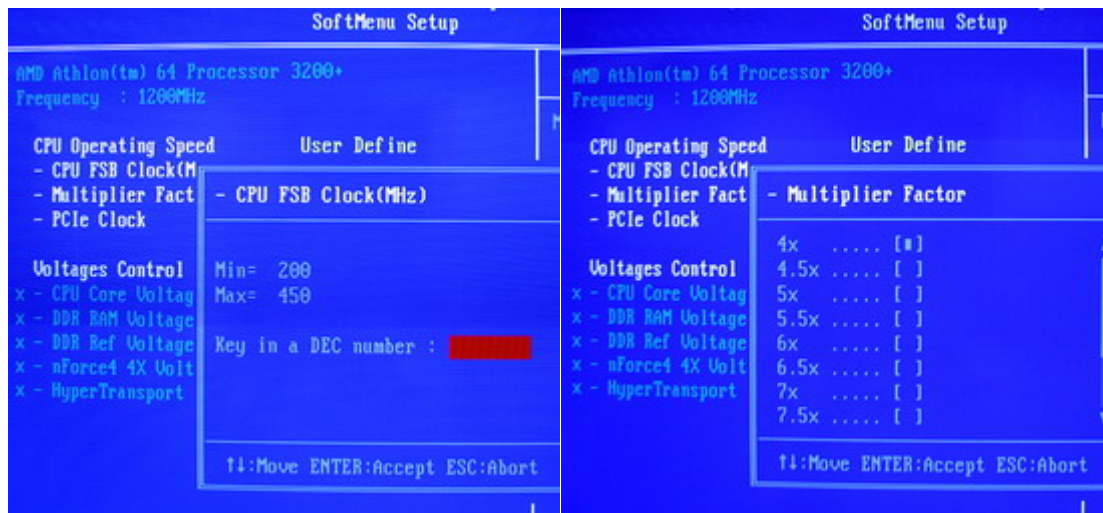 SoftMenu Setup
AMD Athlon(tm) 64 Processor 3200+
Frequency : 1200MHz
CPU Operating Speed User Define
- CPU FSB Clock(M
- Multiplier Fact
- PCIe Clock
Voltages Control
x - CPU Core Voltag
x - DDR RAM Voltage
x - DDR Ref Voltage
x - nForce4 4X Volt
x - HyperTransport
- CPU FSB Clock(MHz)
Min= 200
Max= 450
Key in a DEC number :
↑↓:Move ENTER:Accept ESC:Abort
SoftMenu Setup
AMD Athlon(tm) 64 Processor 3200+
Frequency : 1200MHz
CPU Operating Speed User Define
- CPU FSB Clock(M
- Multiplier Fact
- PCIe Clock
Voltages Control
x - CPU Core Voltag
x - DDR RAM Voltage
x - DDR Ref Voltage
x - nForce4 4X Volt
x - HyperTransport
- Multiplier Factor
4x ..... [■]
4.5x ..... [ ]
5x ..... [ ]
5.5x ..... [ ]
6x ..... [ ]
6.5x ..... [ ]
7x ..... [ ]
7.5x ..... [ ]
↑↓:Move ENTER:Accept ESC:Abort